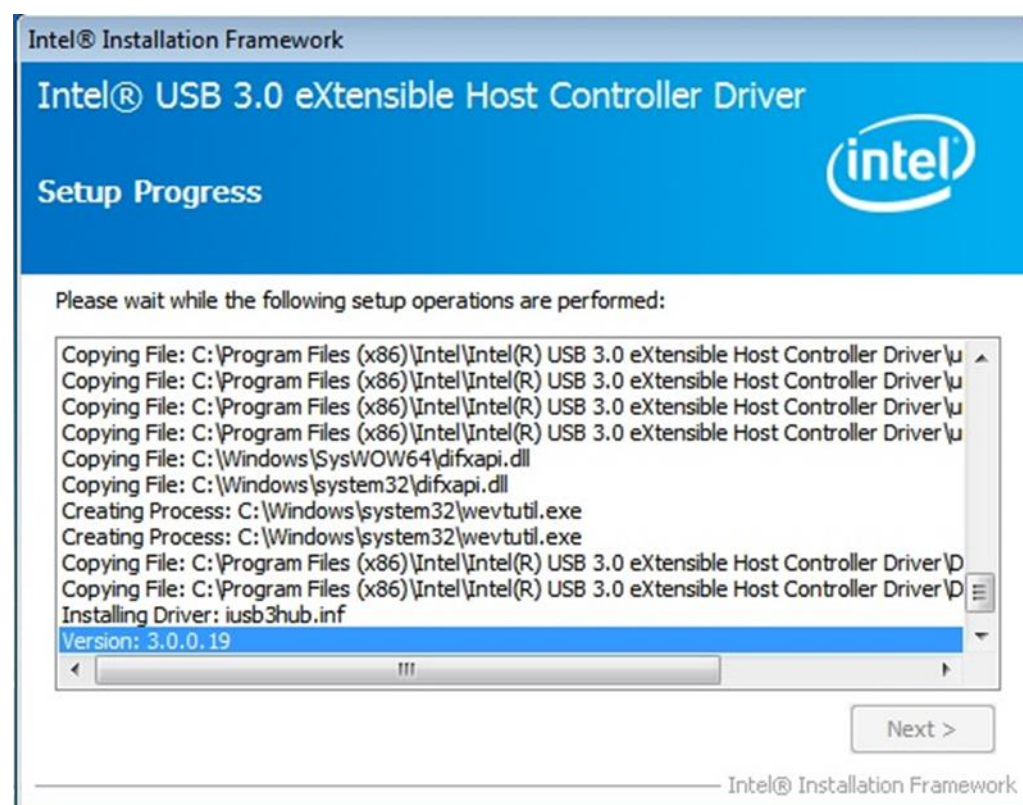 Intel® Installation Framework
Intel® USB 3.0 eXtensible Host Controller Driver
intel
Setup Progress
Please wait while the following setup operations are performed:
Copying File: C:\Program Files (x86)\Intel\Intel(R) USB 3.0 eXtensible Host Controller Driver\u
Copying File: C:\Program Files (x86)\Intel\Intel(R) USB 3.0 eXtensible Host Controller Driver\u
Copying File: C:\Program Files (x86)\Intel\Intel(R) USB 3.0 eXtensible Host Controller Driver\u
Copying File: C:\Program Files (x86)\Intel\Intel(R) USB 3.0 eXtensible Host Controller Driver\u
Copying File: C:\Windows\SysWOW64\difxapi.dll
Copying File: C:\Windows\system32\difxapi.dll
Creating Process: C:\Windows\system32\wevtutil.exe
Creating Process: C:\Windows\system32\wevtutil.exe
Copying File: C:\Program Files (x86)\Intel\Intel(R) USB 3.0 eXtensible Host Controller Driver\D
Copying File: C:\Program Files (x86)\Intel\Intel(R) USB 3.0 eXtensible Host Controller Driver\D
Installing Driver: iusb3hub.inf
Version: 3.0.0.19
Next >
Intel® Installation Framework